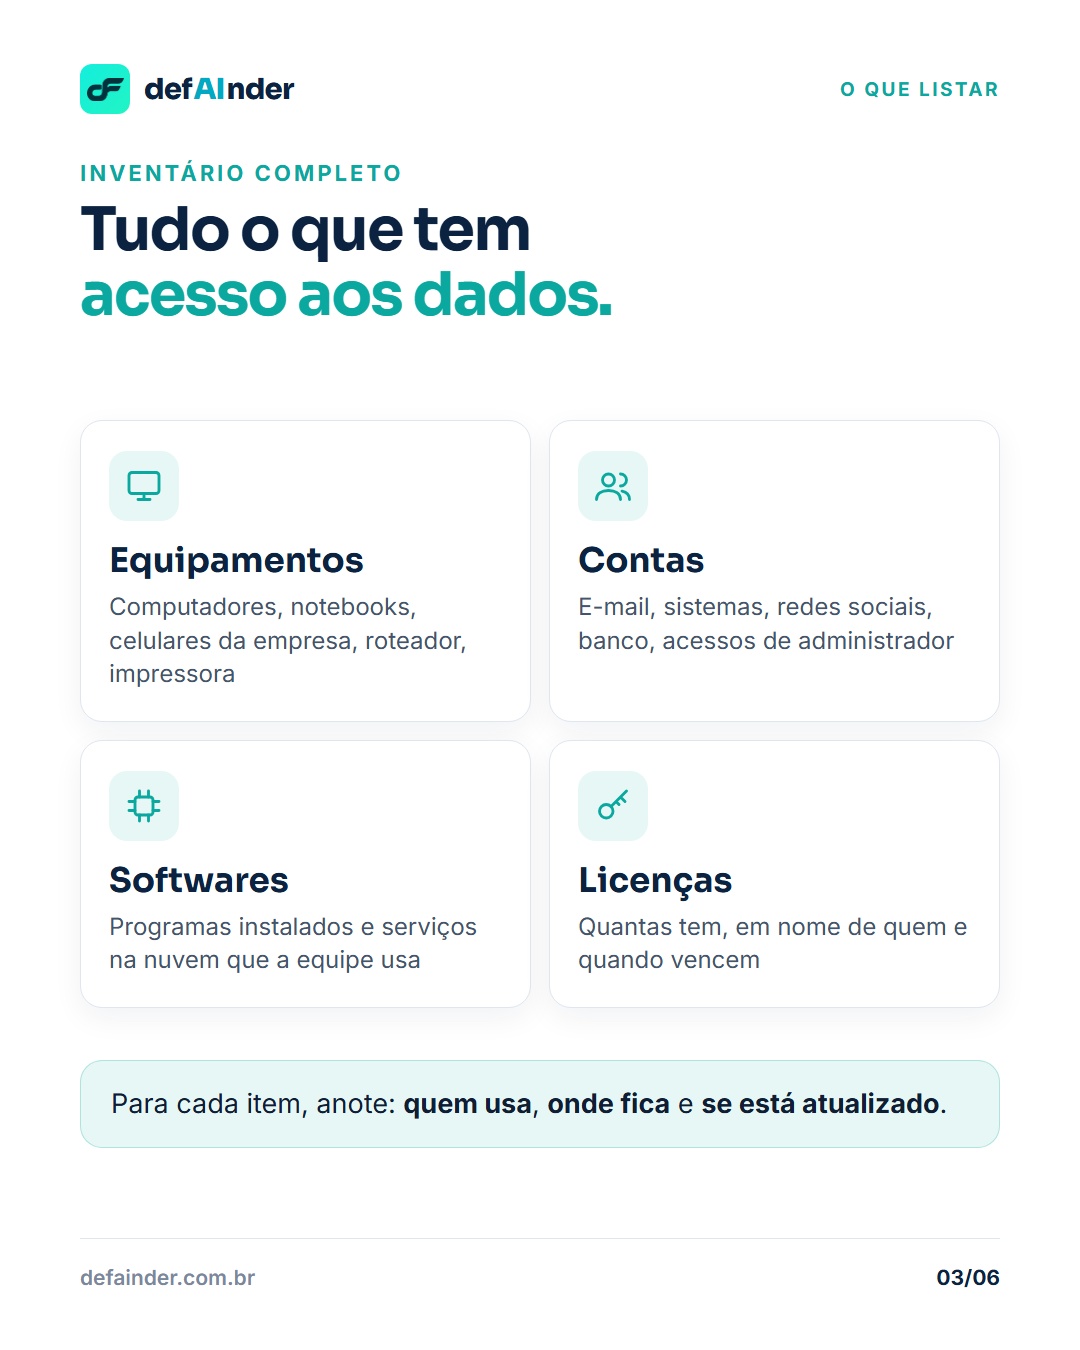 defAInder
O QUE LISTAR
INVENTÁRIO COMPLETO
Tudo o que tem
acesso aos dados.
Equipamentos
Computadores, notebooks,
celulares da empresa, roteador,
impressora
Contas
E-mail, sistemas, redes sociais,
banco, acessos de administrador
Softwares
Programas instalados e serviços
na nuvem que a equipe usa
Licenças
Quantas tem, em nome de quem e
quando vencem
Para cada item, anote: quem usa, onde fica e se está atualizado.
defainder.com.br
03/06